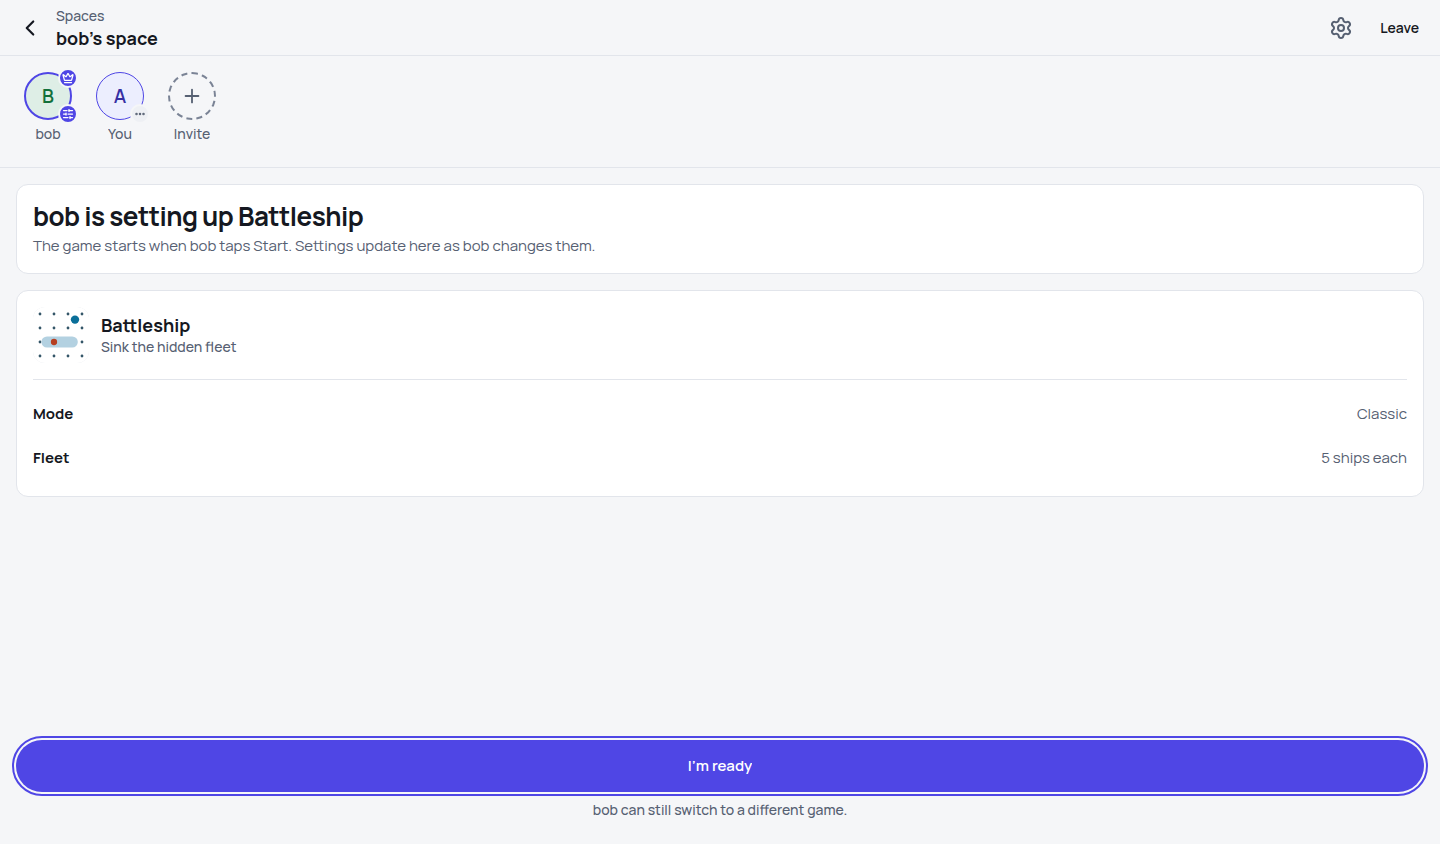 Spaces
bob's space
Leave
B
A
bob
You
Invite
bob is setting up Battleship
The game starts when bob taps Start. Settings update here as bob changes them.
Battleship
Sink the hidden fleet
Mode
Classic
Fleet
5 ships each
I'm ready
bob can still switch to a different game.